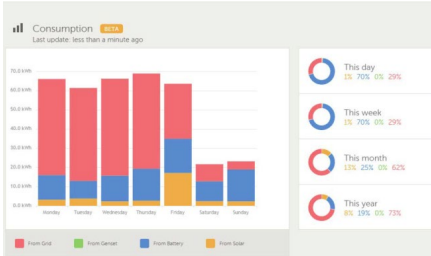 Consumption BETA
Last update: less than a minute ago
70.0 kWh
60.0 kWh
50.0 kWh
40.0 kWh
30.0 kWh
20.0 kWh
10.0 kWh
0.0 kWh
Monday Tuesday Wednesday Thursday Friday Saturday Sunday
From Grid From Genset From Battery From Solar
This day
1% 70% 0% 29%
This week
1% 70% 0% 29%
This month
13% 25% 0% 62%
This year
8% 19% 0% 73%